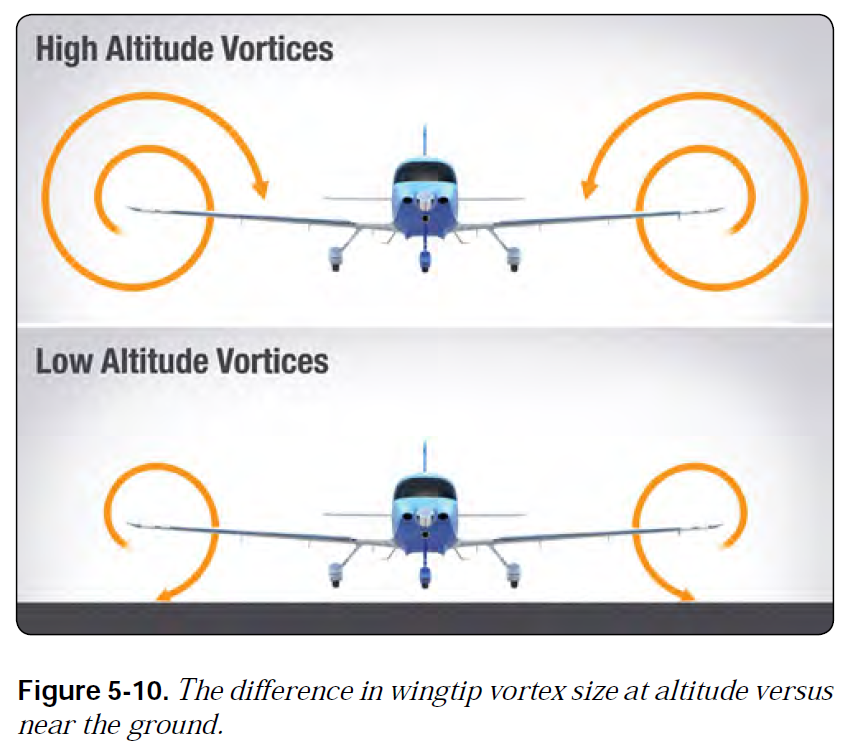 High Altitude Vortices
Low Altitude Vortices
Figure 5-10. The difference in wingtip vortex size at altitude versus
near the ground.